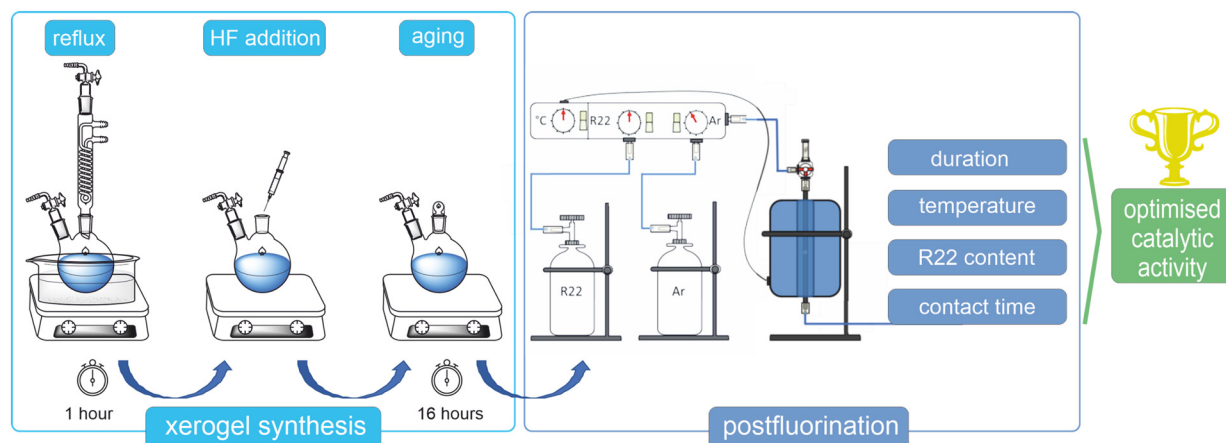 reflux
HF addition
aging
1 hour
16 hours
xerogel synthesis
°C
R22
Ar
R22
Ar
duration
temperature
R22 content
contact time
postfluorination
optimised
catalytic
activity